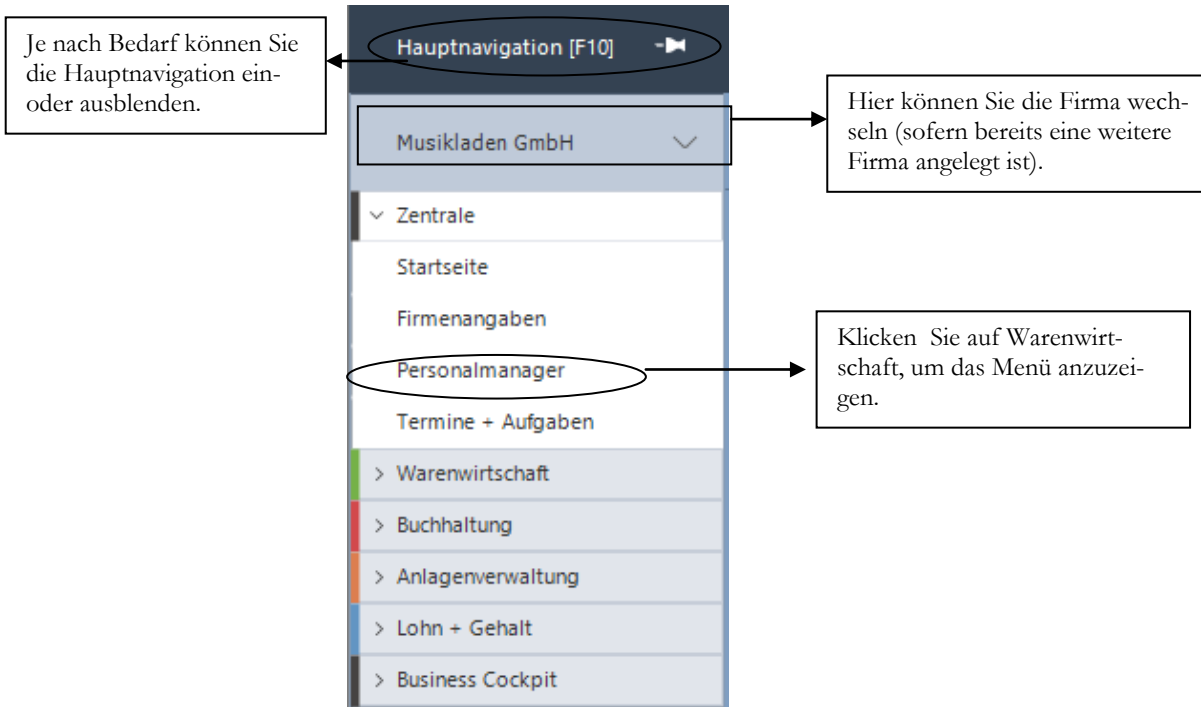 Je nach Bedarf können Sie
die Hauptnavigation ein-
oder ausblenden.
Hauptnavigation [F10]
Musikladen GmbH
Hier können Sie die Firma wech-
seln (sofern bereits eine weitere
Firma angelegt ist).
Zentrale
Startseite
Firmenangaben
Personalmanager
Klicken Sie auf Warenwirt-
schaft, um das Menü anzuzei-
gen.
Termine + Aufgaben
Warenwirtschaft
Buchhaltung
Anlagenverwaltung
Lohn + Gehalt
Business Cockpit